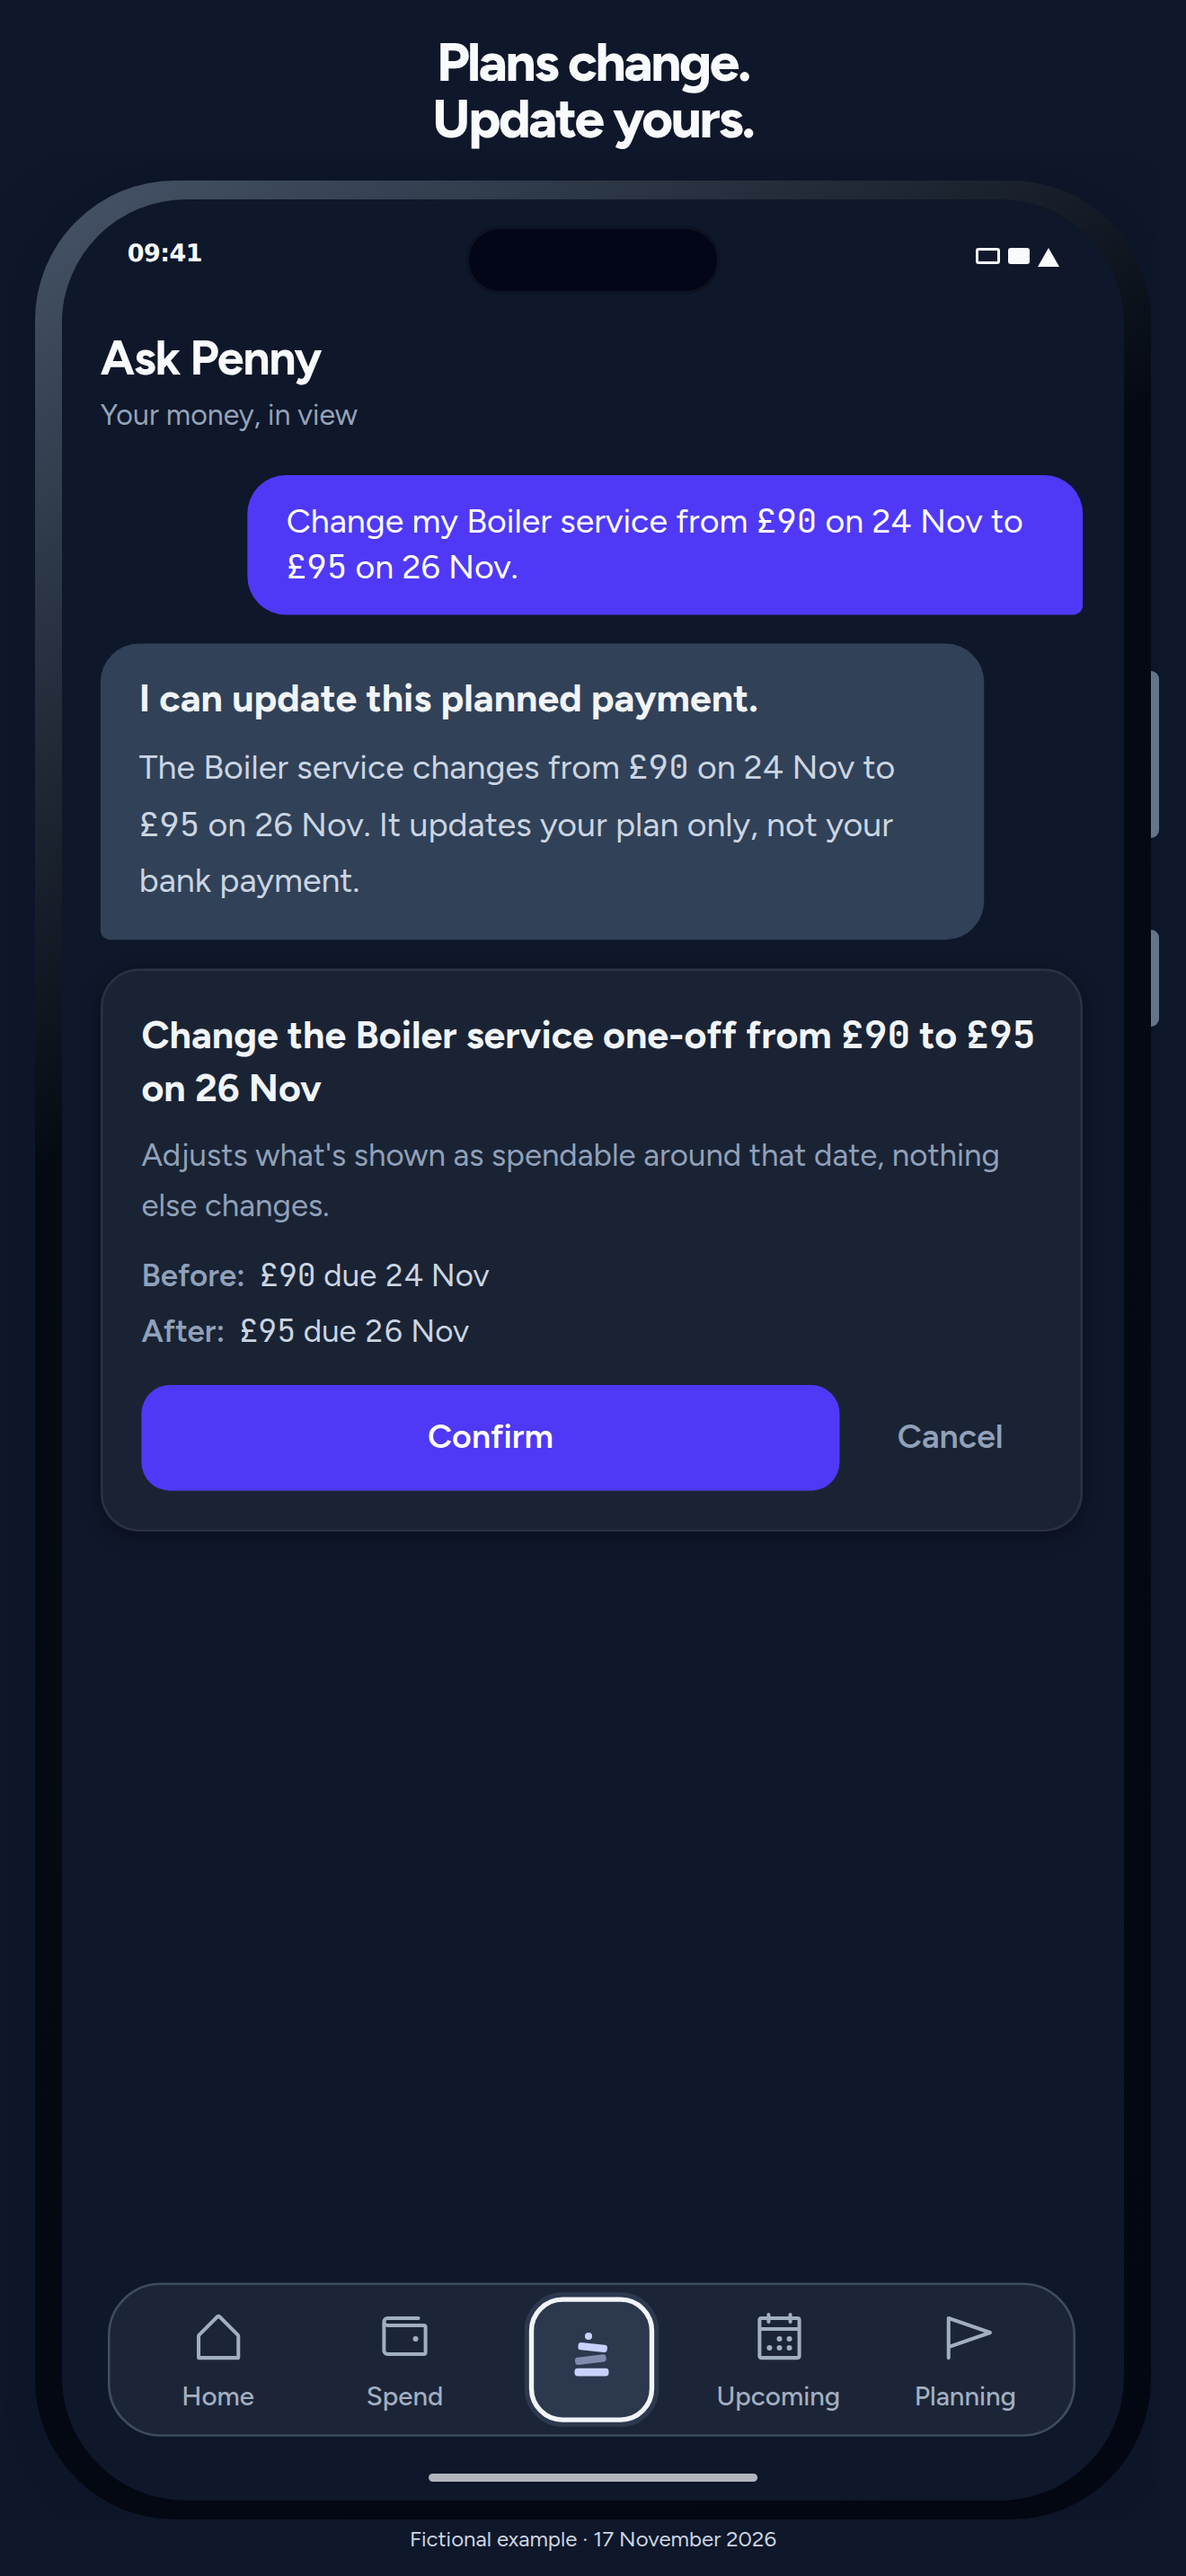 Plans change.
Update yours.
09:41
Ask Penny
Your money, in view
Change my Boiler service from £90 on 24 Nov to
£95 on 26 Nov.
I can update this planned payment.
The Boiler service changes from £90 on 24 Nov to
£95 on 26 Nov. It updates your plan only, not your
bank payment.
Change the Boiler service one-off from £90 to £95
on 26 Nov
Adjusts what's shown as spendable around that date, nothing
else changes.
Before: £90 due 24 Nov
After: £95 due 26 Nov
Confirm Cancel
Home Spend Upcoming Planning
Fictional example · 17 November 2026